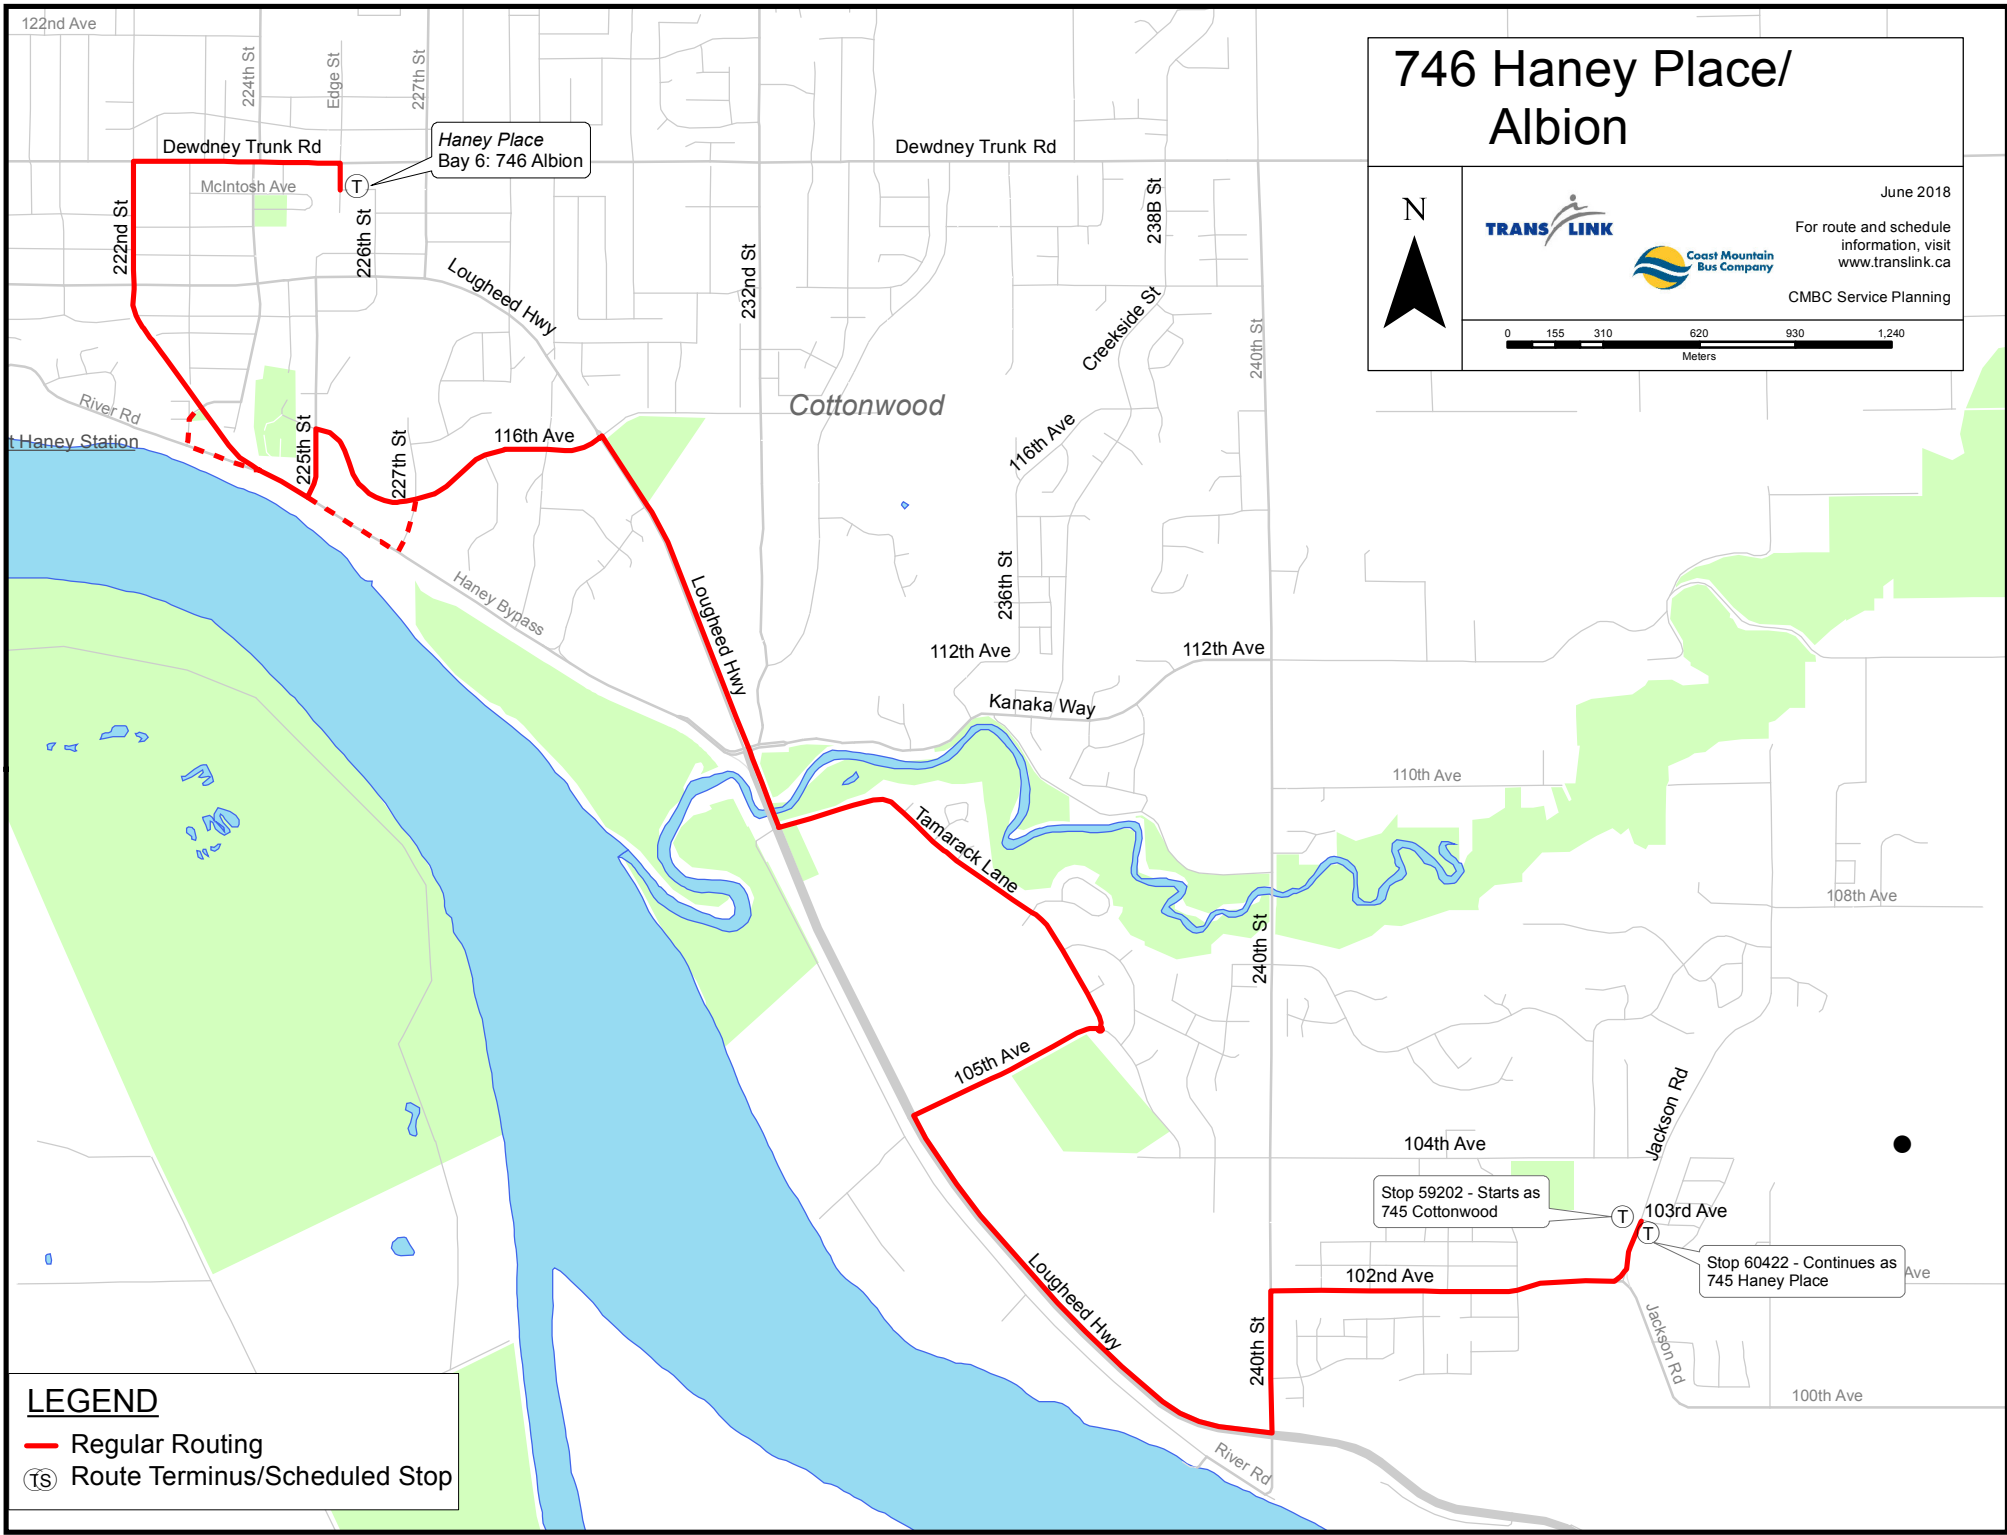 122nd Ave
224th St
Edge St
227th St
746 Haney Place/
Albion
Dewdney Trunk Rd
Haney Place
Bay 6: 746 Albion
Dewdney Trunk Rd
McIntosh Ave
T
222nd St
226th St
238B St
N
TRANS LINK
June 2018
For route and schedule
information, visit
www.translink.ca
Coast Mountain
Bus Company
CMBC Service Planning
0 155 310 620 930 1,240
Meters
Lougheed Hwy
232nd St
Creekside St
240th St
River Rd
Cottonwood
t Haney Station
225th St
227th St
116th Ave
116th Ave
Haney Bypass
Lougheed Hwy
236th St
112th Ave
112th Ave
Kanaka Way
110th Ave
Tamarack Lane
108th Ave
240th St
105th Ave
Jackson Rd
104th Ave
Stop 59202 - Starts as
745 Cottonwood
T
103rd Ave
T
Stop 60422 - Continues as
745 Haney Place
Ave
102nd Ave
Lougheed Hwy
240th St
Jackson Rd
100th Ave
River Rd
LEGEND
Regular Routing
TS Route Terminus/Scheduled Stop